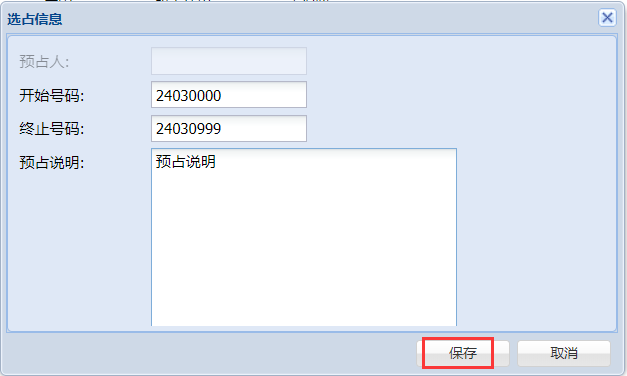 选占信息
预占人:
开始号码: 24030000
终止号码: 24030999
预占说明: 预占说明
保存 取消